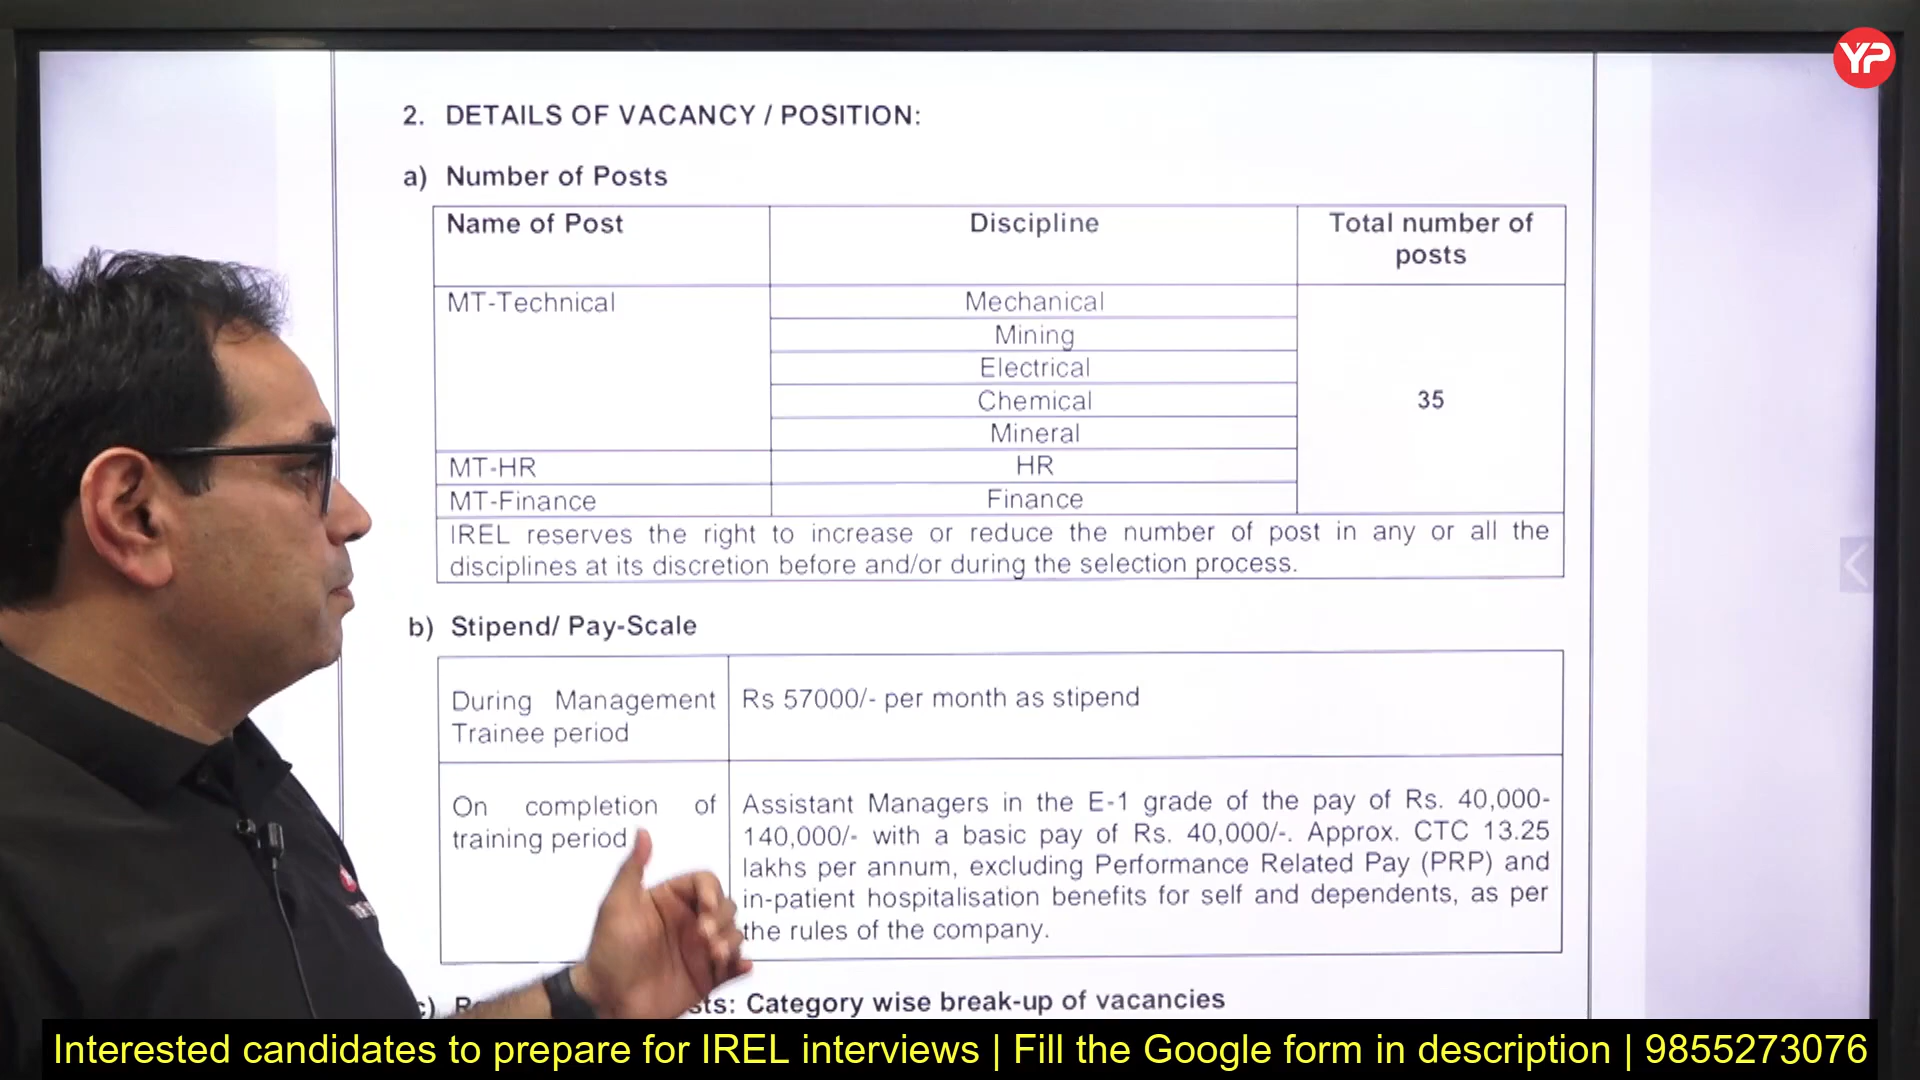 YP
2. DETAILS OF VACANCY / POSITION:
a) Number of Posts
Name of Post Discipline Total number of
posts
MT-Technical Mechanical
Mining
Electrical
Chemical 35
Mineral
MT-HR HR
MT-Finance Finance
IREL reserves the right to increase or reduce the number of post in any or all the
disciplines at its discretion before and/or during the selection process.
b) Stipend/ Pay-Scale
During Management Rs 57000/- per month as stipend
Trainee period
On completion of Assistant Managers in the E-1 grade of the pay of Rs. 40,000-
training period 140,000/- with a basic pay of Rs. 40,000/-. Approx. CTC 13.25
lakhs per annum, excluding Performance Related Pay (PRP) and
in-patient hospitalisation benefits for self and dependents, as per
the rules of the company.
Category wise break-up of vacancies
Interested candidates to prepare for IREL interviews | Fill the Google form in description | 9855273076